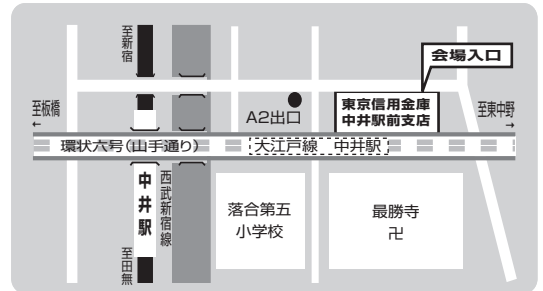 至新宿
会場入口
至板橋
←
A2出口
東京信用金庫
中井駅前支店
至東中野
→
環状六号(山手通り)
大江戸線 中井駅
中井駅
西武新宿線
落合第五
小学校
最勝寺
卍
至田無